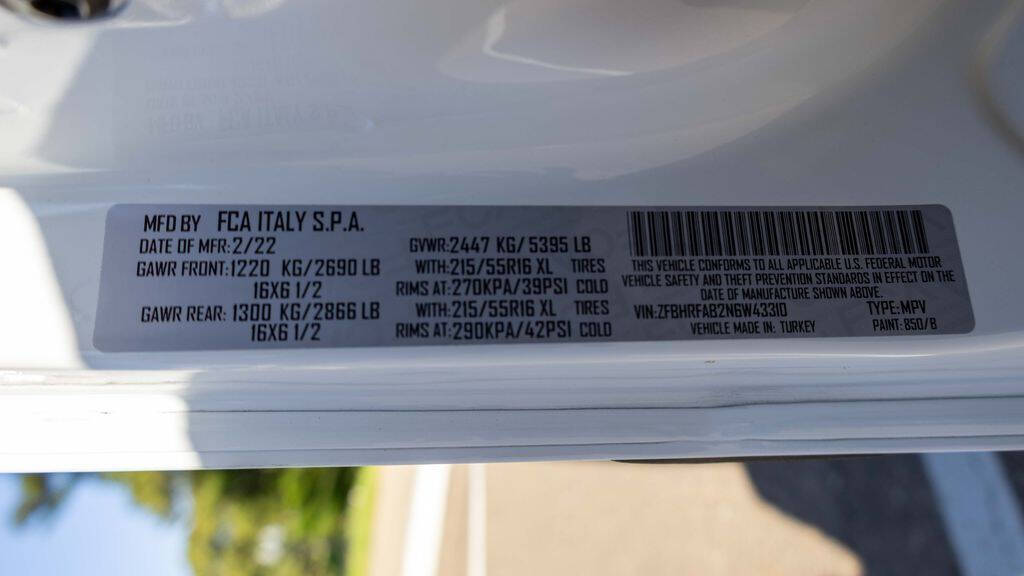 MFD BY FCA ITALY S.P.A.
DATE OF MFR: 2/22
GAWR FRONT: 1220 KG/2690 LB
16X6 1/2
GAWR REAR: 1300 KG/2866 LB
16X6 1/2
GVWR: 2447 KG/ 5395 LB
WITH: 215/55R16 XL TIRES
RIMS AT: 270KPA/39PSI COLD
WITH: 215/55R16 XL TIRES
RIMS AT: 290KPA/42PSI COLD
THIS VEHICLE CONFORMS TO ALL APPLICABLE U.S. FEDERAL MOTOR
VEHICLE SAFETY AND THEFT PREVENTION STANDARDS IN EFFECT ON THE
DATE OF MANUFACTURE SHOWN ABOVE.
VIN: ZFBHRFAB2N6W43310 TYPE: MPV
VEHICLE MADE IN: TURKEY PAINT: 850/B